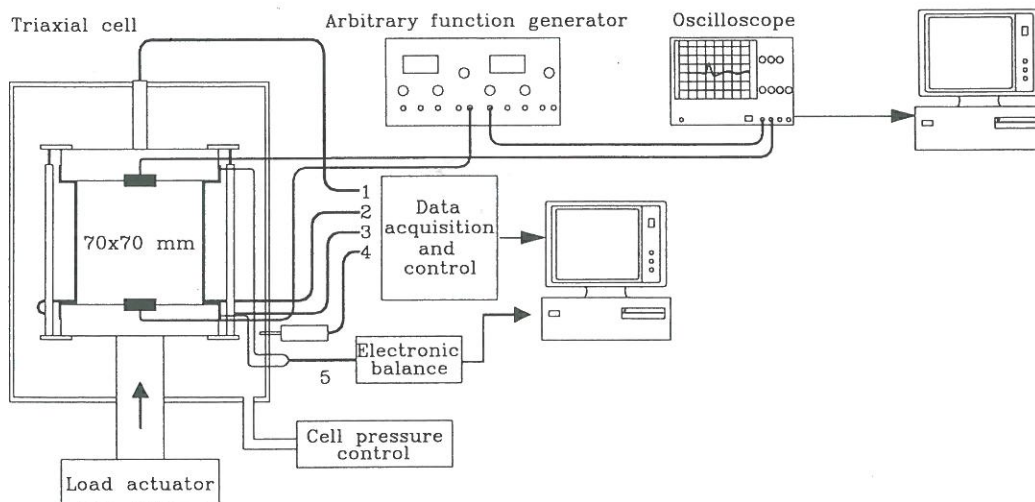 Triaxial cell
Arbitrary function generator
Oscilloscope
1
2
3
4
Data
acquisition
and
control
70x70 mm
Electronic
balance
5
Cell pressure
control
Load actuator